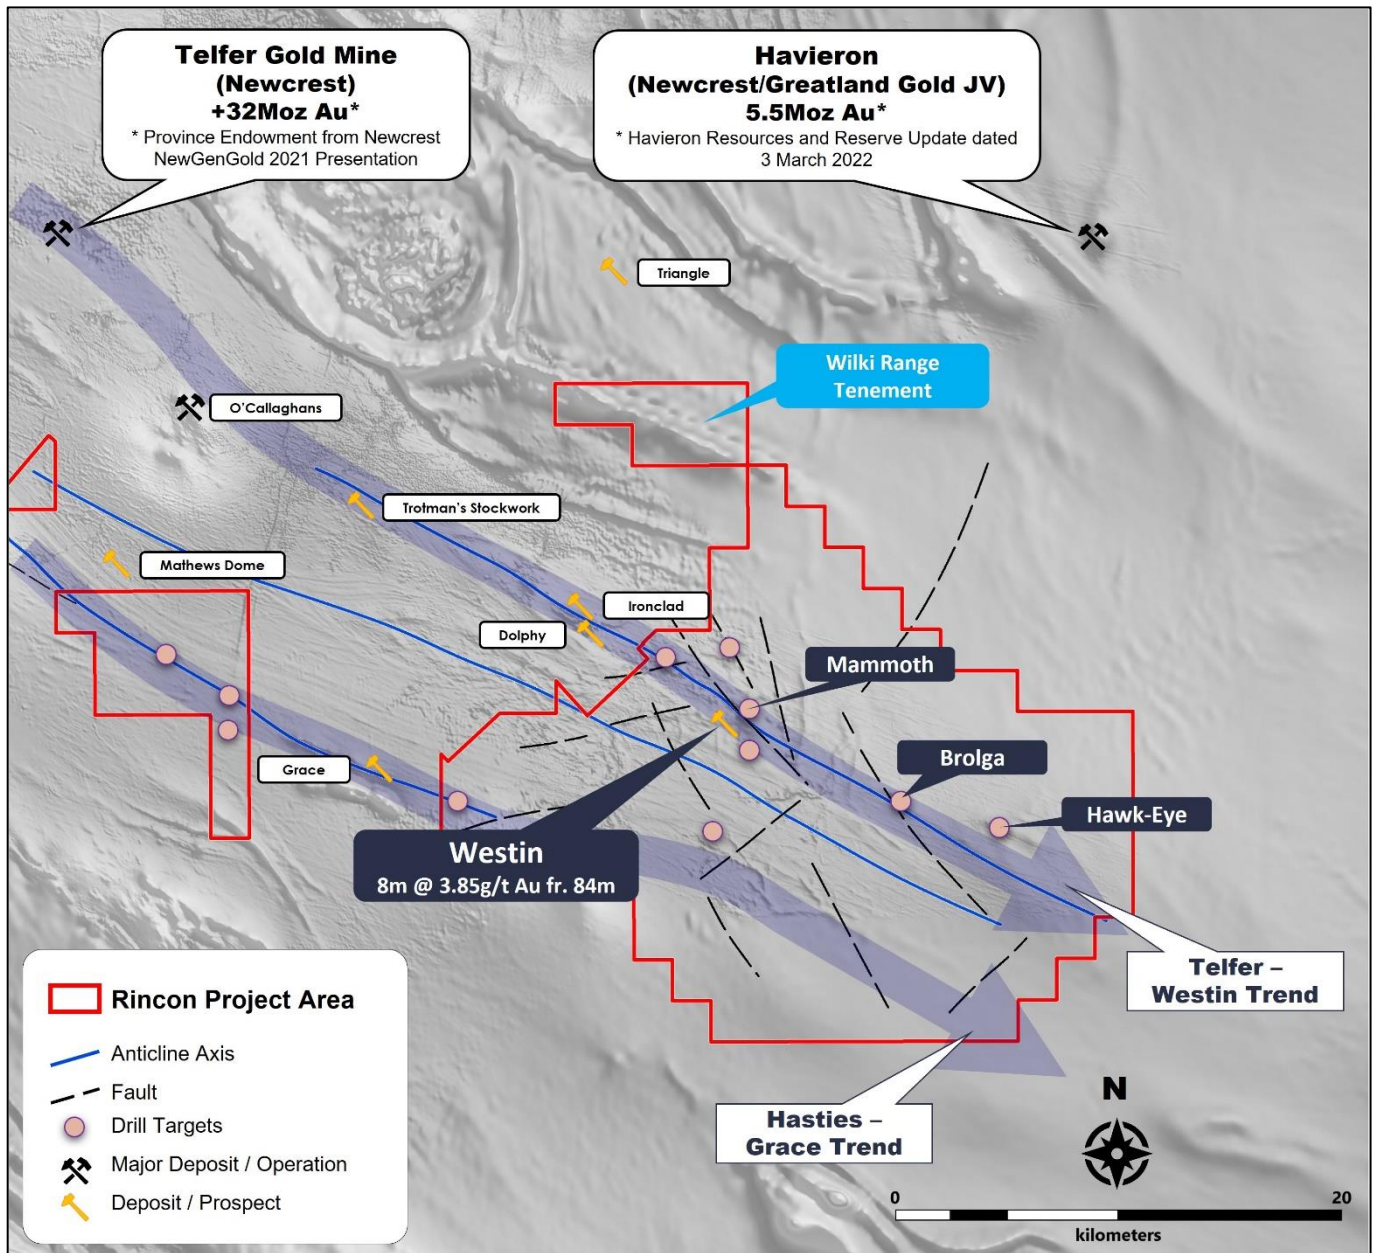 Telfer Gold Mine
(Newcrest)
+32Moz Au*
* Province Endowment from Newcrest
NewGenGold 2021 Presentation
Havieron
(Newcrest/Greatland Gold JV)
5.5Moz Au*
* Havieron Resources and Reserve Update dated
3 March 2022
Triangle
Wilki Range
Tenement
O'Callaghans
Trotman's Stockwork
Mathews Dome
Ironclad
Dolphy
Mammoth
Brolga
Grace
Hawk-Eye
Westin
8m @ 3.85g/t Au fr. 84m
Telfer –
Westin Trend
Hasties –
Grace Trend
Rincon Project Area
Anticline Axis
Fault
Drill Targets
Major Deposit / Operation
Deposit / Prospect
N
0 20
kilometers